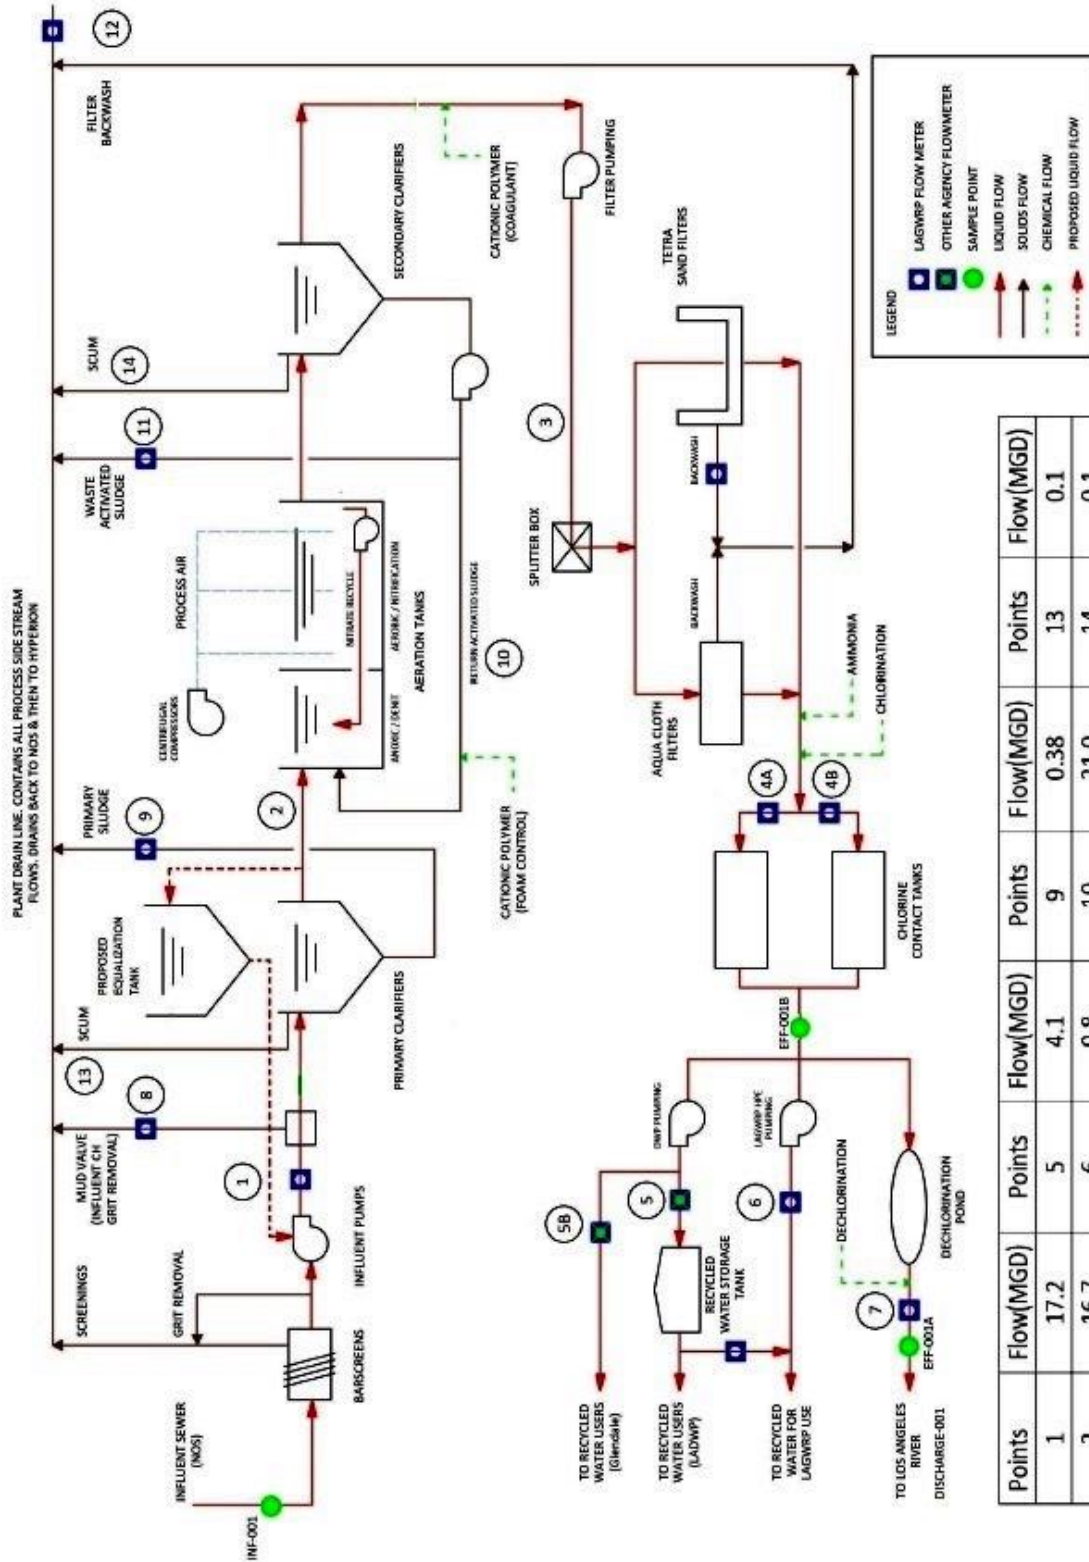 PLANT DRAIN LINE. CONTAINS ALL PROCESS SIDE STREAM
FLOWS. DRAINS BACK TO NOS & THEN TO HYPERION
INFLUENT SEWER
(NOS)
INF-001
SCREENINGS
GRIT REMOVAL
BARSCREENS
INFLUENT PUMPS
1
MUD VALVE
(INFLUENT CH
GRIT REMOVAL)
8
13
SCUM
PROPOSED
EQUALIZATION
TANK
PRIMARY CLARIFIERS
PRIMARY
SLUDGE
9
2
CENTRIFUGAL
COMPRESSORS
PROCESS AIR
NITRATE RECYCLE
ANOXIC / DENIT
AEROBIC / NITRIFICATION
AERATION TANKS
RETURN ACTIVATED SLUDGE
10
CATIONIC POLYMER
(FOAM CONTROL)
WASTE
ACTIVATED
SLUDGE
11
SCUM
14
SECONDARY CLARIFIERS
FILTER
BACKWASH
12
CATIONIC POLYMER
(COAGULANT)
FILTER PUMPING
3
SPLITTER BOX
TETRA
SAND FILTERS
BACKWASH
BACKWASH
AQUA CLOTH
FILTERS
AMMONIA
CHLORINATION
4A
4B
CHLORINE
CONTACT TANKS
EFF-001B
DWP PUMPING
LAGWRP HPE
PUMPING
5B
5
6
RECYCLED
WATER STORAGE
TANK
DECHLORINATION
DECHLORINATION
POND
7
EFF-001A
TO RECYCLED
WATER USERS
(Glendale)
TO RECYCLED
WATER USERS
(LADWP)
TO RECYCLED
WATER FOR
LAGWRP USE
TO LOS ANGELES
RIVER
DISCHARGE-001
LEGEND
LAGWRP FLOW METER
OTHER AGENCY FLOWMETER
SAMPLE POINT
LIQUID FLOW
SOLIDS FLOW
CHEMICAL FLOW
PROPOSED LIQUID FLOW
Points Flow(MGD) Points Flow(MGD) Points Flow(MGD) Points Flow(MGD)
1 17.2 5 4.1 9 0.38 13 0.1